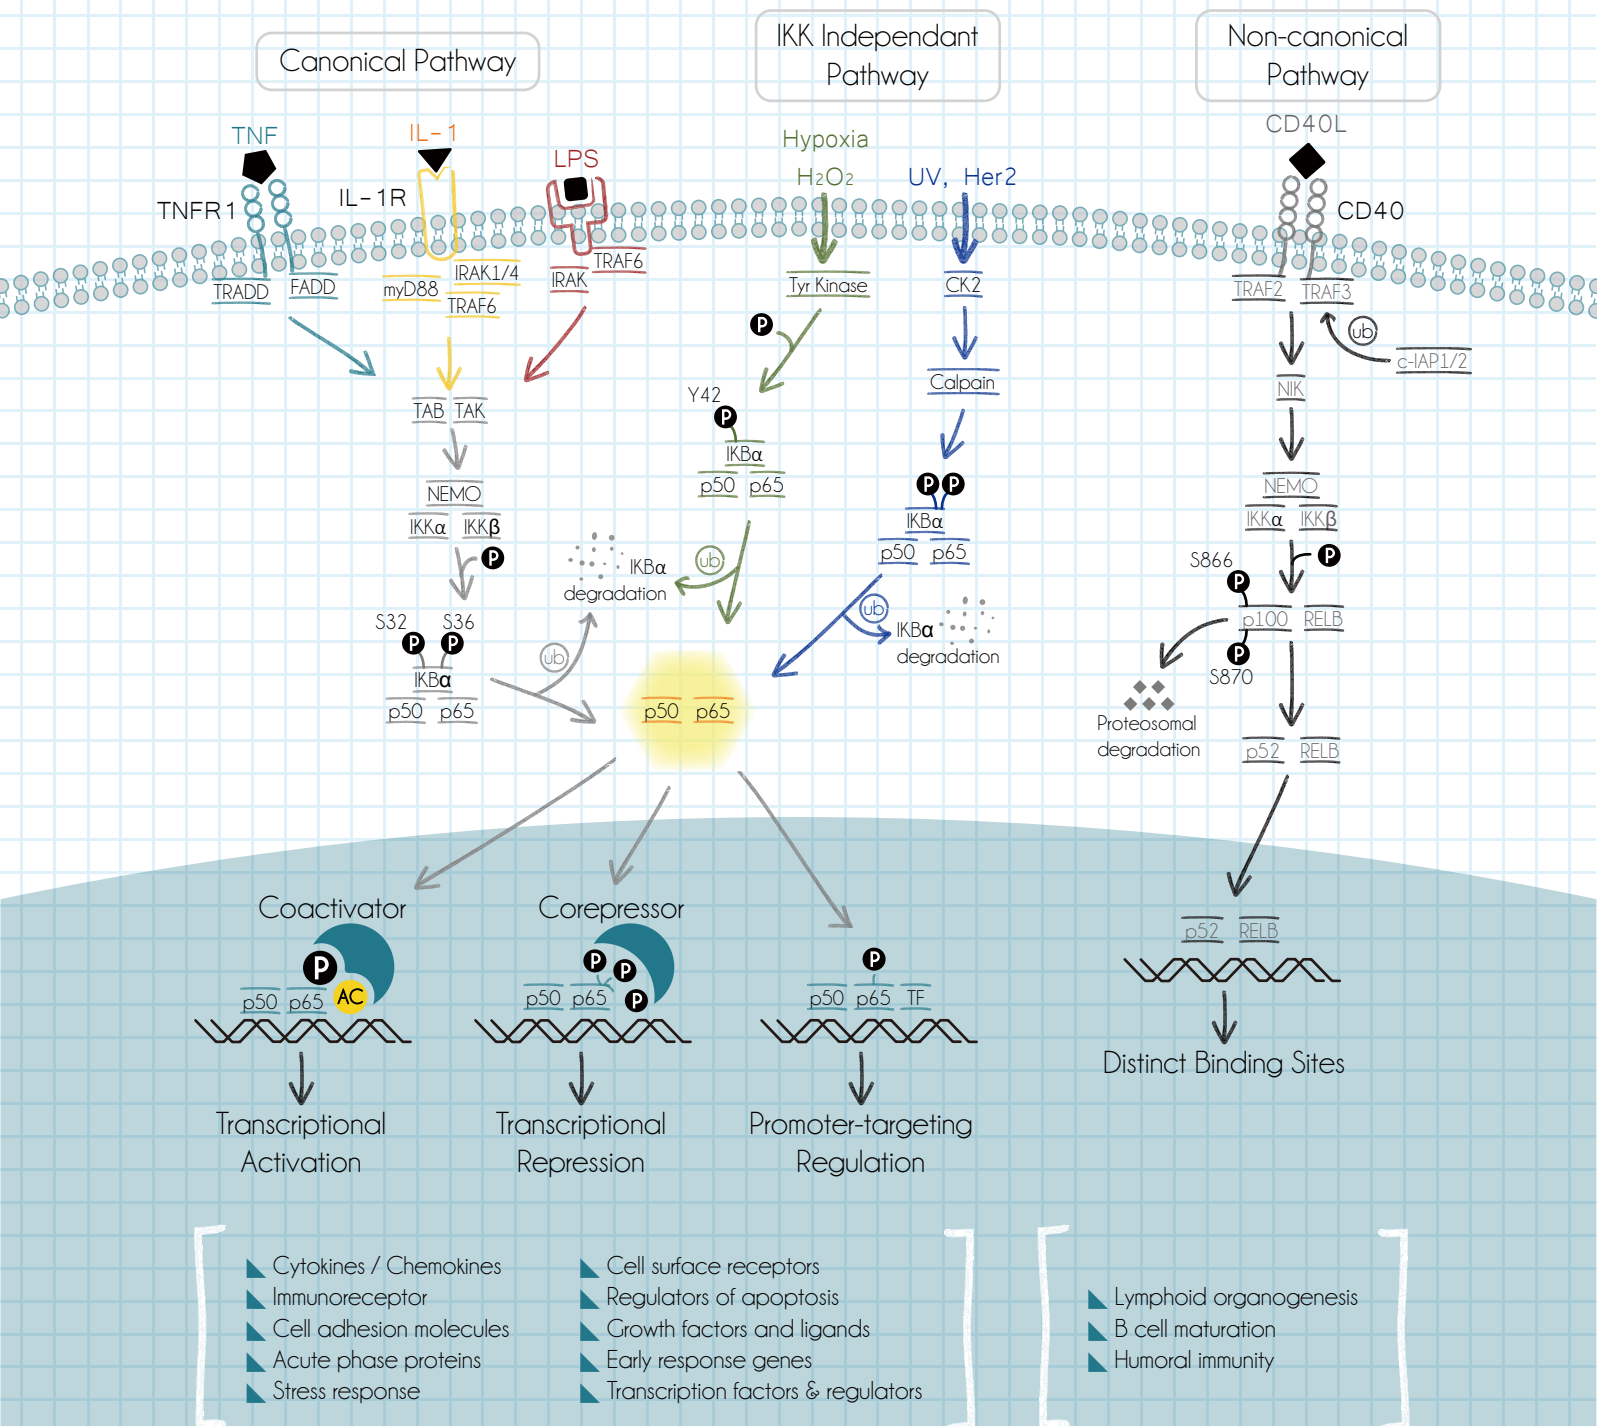 Canonical Pathway
IKK Independant
Pathway
Non-canonical
Pathway
TNF
TNFR1
TRADD
FADD
IL-1
IL-1R
myD88
IRAK1/4
TRAF6
LPS
IRAK
TRAF6
TAB TAK
NEMO
IKKα IKKβ
P
S32 S36
P P
IKBα
p50 p65
ub
Hypoxia
H2O2
Tyr Kinase
P
Y42
P
IKBα
p50 p65
ub
IKBα
degradation
UV, Her2
CK2
Calpain
P P
IKBα
p50 p65
ub
IKBα
degradation
p50 p65
CD40L
CD40
TRAF2 TRAF3
ub
c-IAP1/2
NIK
NEMO
IKKα IKKβ
P
S866
P
p100 RELB
P
S870
Proteosomal
degradation
p52 RELB
Coactivator
P
p50 p65 AC
Transcriptional
Activation
Corepressor
P P
p50 p65 P
Transcriptional
Repression
P
p50 p65 TF
Promoter-targeting
Regulation
p52 RELB
Distinct Binding Sites
Cytokines / Chemokines
Immunoreceptor
Cell adhesion molecules
Acute phase proteins
Stress response
Cell surface receptors
Regulators of apoptosis
Growth factors and ligands
Early response genes
Transcription factors & regulators
Lymphoid organogenesis
B cell maturation
Humoral immunity